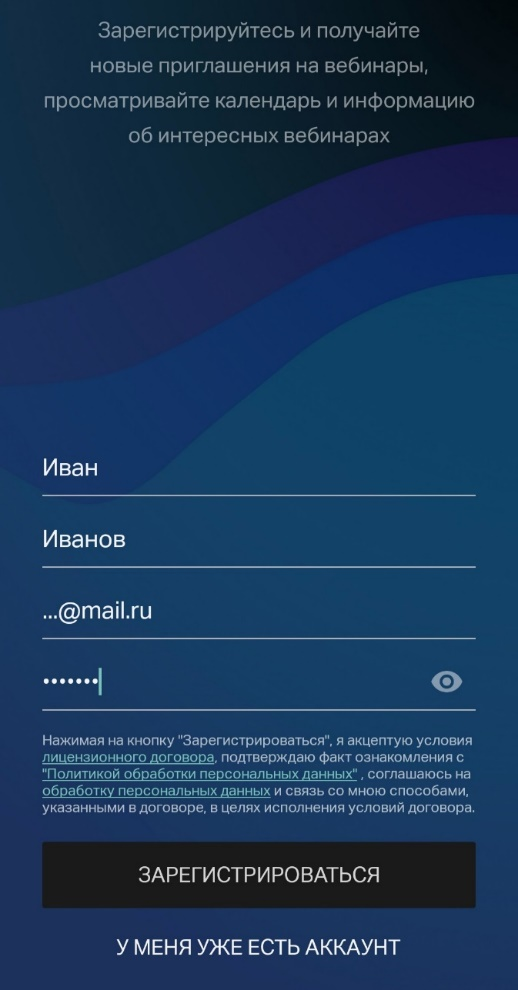 Зарегистрируйтесь и получайте
новые приглашения на вебинары,
просматривайте календарь и информацию
об интересных вебинарах
Иван
Иванов
...@mail.ru
•••••••
Нажимая на кнопку "Зарегистрироваться", я акцептую условия
лицензионного договора, подтверждаю факт ознакомления с
"Политикой обработки персональных данных" , соглашаюсь на
обработку персональных данных и связь со мною способами,
указанными в договоре, в целях исполнения условий договора.
ЗАРЕГИСТРИРОВАТЬСЯ
У МЕНЯ УЖЕ ЕСТЬ АККАУНТ